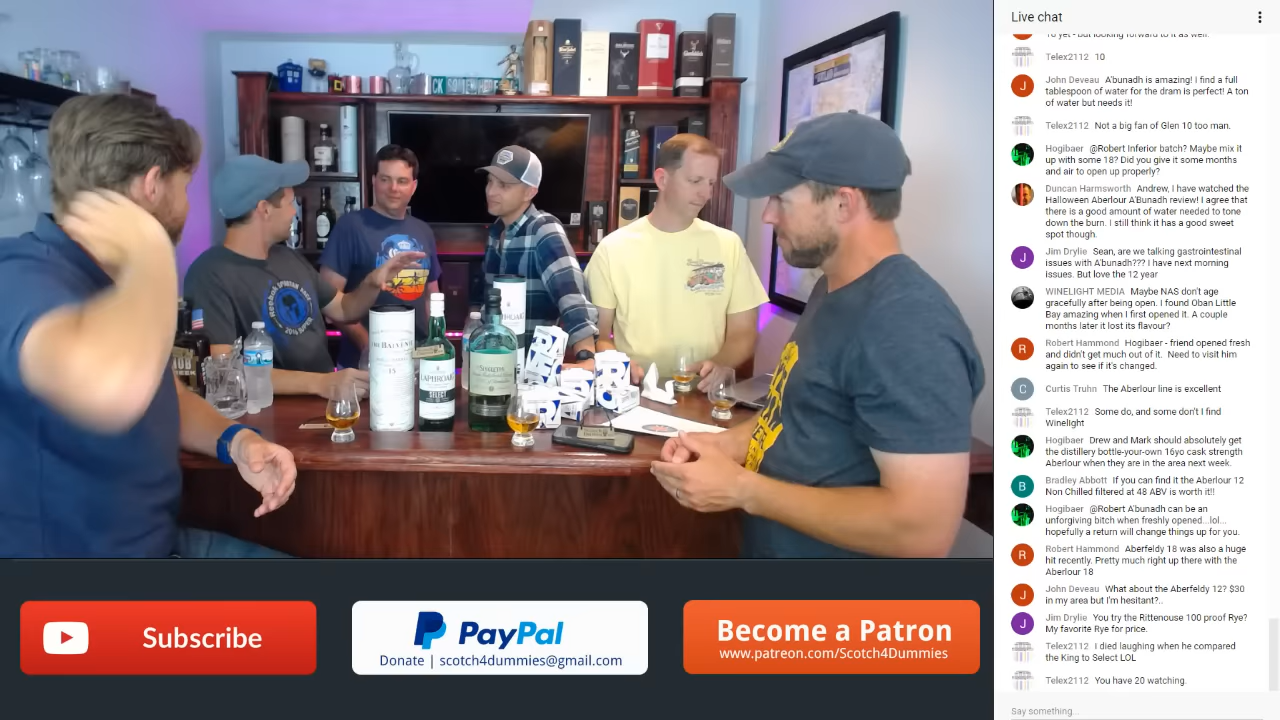 THE BALVENIE
15
LAPHROAIG
SELECT
SINGLETON
Subscribe
PayPal
Donate | scotch4dummies@gmail.com
Become a Patron
www.patreon.com/Scotch4Dummies
Live chat
To yet - but looking forward to it as well.
Telex2112 10
John Deveau A'bunadh is amazing! I find a full
tablespoon of water for the dram is perfect! A ton
of water but needs it!
Telex2112 Not a big fan of Glen 10 too man.
Hogibaer @Robert Inferior batch? Maybe mix it
up with some 18? Did you give it some months
and air to open up properly?
Duncan Harmsworth Andrew, I have watched the
Halloween Aberlour A'Bunadh review! I agree that
there is a good amount of water needed to tone
down the burn. I still think it has a good sweet
spot though.
Jim Drylie Sean, are we talking gastrointestinal
issues with A'bunadh??? I have next morning
issues. But love the 12 year
WINELIGHT MEDIA Maybe NAS don't age
gracefully after being open. I found Oban Little
Bay amazing when I first opened it. A couple
months later it lost its flavour?
Robert Hammond Hogibaer - friend opened fresh
and didn't get much out of it. Need to visit him
again to see if it's changed.
Curtis Truhn The Aberlour line is excellent
Telex2112 Some do, and some don't I find
Winelight
Hogibaer Drew and Mark should absolutely get
the distillery bottle-your-own 16yo cask strength
Aberlour when they are in the area next week.
Bradley Abbott If you can find it the Aberlour 12
Non Chilled filtered at 48 ABV is worth it!!
Hogibaer @Robert A'bunadh can be an
unforgiving bitch when freshly opened...lol...
hopefully a return will change things up for you.
Robert Hammond Aberfeldy 18 was also a huge
hit recently. Pretty much right up there with the
Aberlour 18
John Deveau What about the Aberfeldy 12? $30
in my area but I'm hesitant?..
Jim Drylie You try the Rittenouse 100 proof Rye?
My favorite Rye for price.
Telex2112 I died laughing when he compared
the King to Select LOL
Telex2112 You have 20 watching.
Say something...